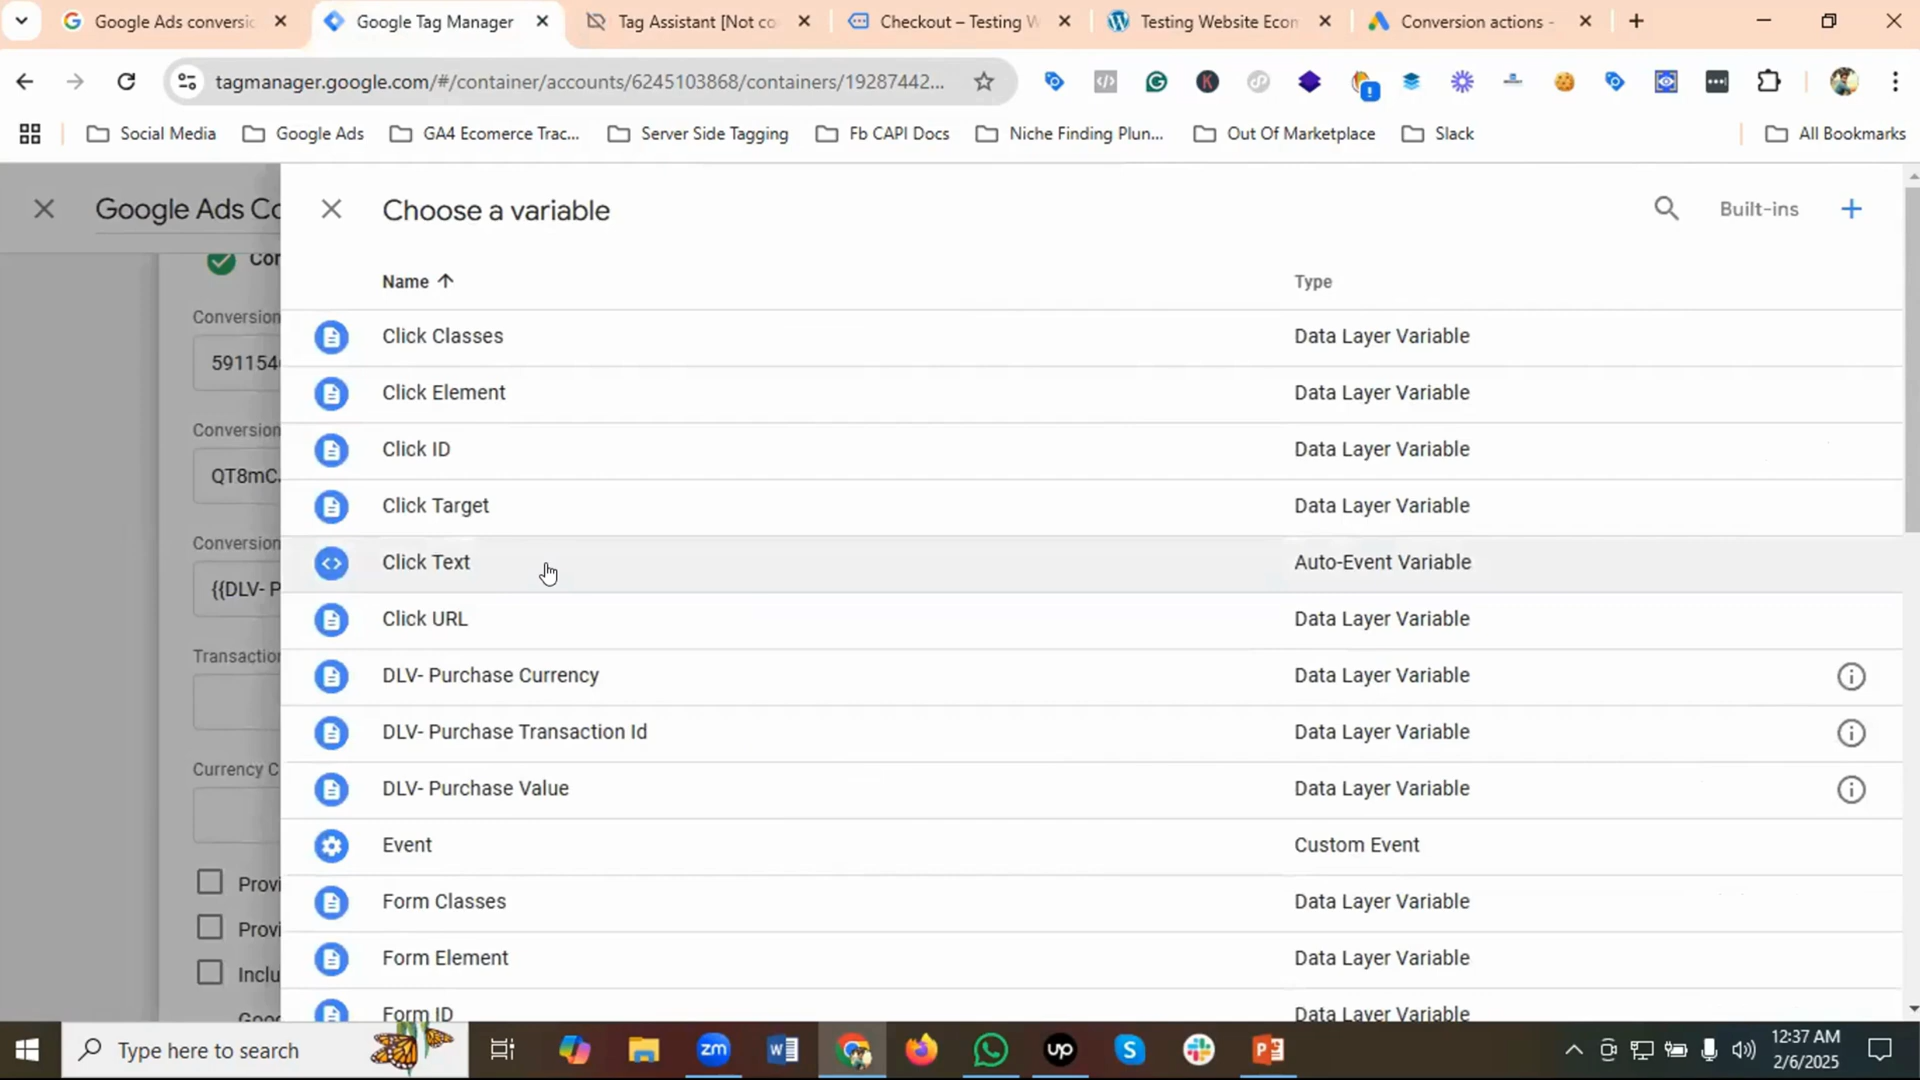 Google Ads conversi
Google Tag Manager
Tag Assistant [Not co
Checkout – Testing W
Testing Website Econ
Conversion actions -
tagmanager.google.com/#/container/accounts/6245103868/containers/19287442...
Social Media
Google Ads
GA4 Ecomerce Trac...
Server Side Tagging
Fb CAPI Docs
Niche Finding Plun...
Out Of Marketplace
Slack
All Bookmarks
Google Ads Co
Choose a variable
Built-ins
Con
Name
Type
Conversion
591154
Conversion
QT8mC
Conversion
{{DLV- P
Transaction
Currency C
Provi
Provi
Inclu
Goo
Click Classes Data Layer Variable
Click Element Data Layer Variable
Click ID Data Layer Variable
Click Target Data Layer Variable
Click Text Auto-Event Variable
Click URL Data Layer Variable
DLV- Purchase Currency Data Layer Variable
DLV- Purchase Transaction Id Data Layer Variable
DLV- Purchase Value Data Layer Variable
Event Custom Event
Form Classes Data Layer Variable
Form Element Data Layer Variable
Form ID Data Layer Variable
Type here to search
zm
up
12:37 AM
2/6/2025